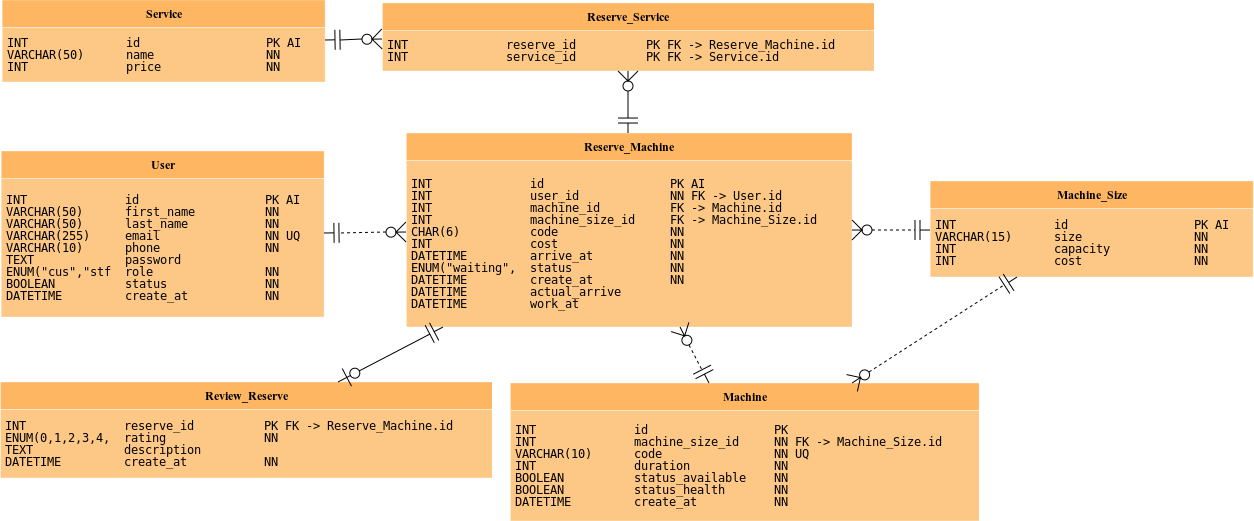 Service
INT id PK AI
VARCHAR(50) name NN
INT price NN
Reserve_Service
INT reserve_id PK FK -> Reserve_Machine.id
INT service_id PK FK -> Service.id
User
INT id PK AI
VARCHAR(50) first_name NN
VARCHAR(50) last_name NN
VARCHAR(255) email NN UQ
VARCHAR(10) phone NN
TEXT password
ENUM("cus","stf role NN
BOOLEAN status NN
DATETIME create_at NN
Reserve_Machine
INT id PK AI
INT user_id NN FK -> User.id
INT machine_id FK -> Machine.id
INT machine_size_id FK -> Machine_Size.id
CHAR(6) code NN
INT cost NN
DATETIME arrive_at NN
ENUM("waiting", status NN
DATETIME create_at NN
DATETIME actual_arrive
DATETIME work_at
Machine_Size
INT id PK AI
VARCHAR(15) size NN
INT capacity NN
INT cost NN
Review_Reserve
INT reserve_id PK FK -> Reserve_Machine.id
ENUM(0,1,2,3,4, rating NN
TEXT description
DATETIME create_at NN
Machine
INT id PK
INT machine_size_id NN FK -> Machine_Size.id
VARCHAR(10) code NN UQ
INT duration NN
BOOLEAN status_available NN
BOOLEAN status_health NN
DATETIME create_at NN